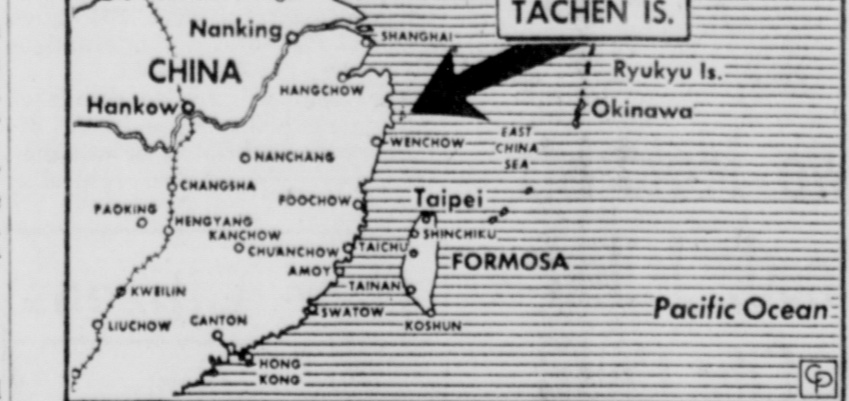 TACHEN IS.
Nanking
SHANGHAI
CHINA
Ryukyu Is.
HANGCHOW
Hankow
Okinawa
WENCHOW
EAST
CHINA
SEA
NANCHANG
CHANGSHA
FOOCHOW
Taipei
PAOKING
HENGYANG
SHINCHIKU
KANCHOW
CHUANCHOW
TAICHU
FORMOSA
AMOY
TAINAN
KWEILIN
Pacific Ocean
SWATOW
LIUCHOW
CANTON
KOSHUN
HONG
KONG
CP